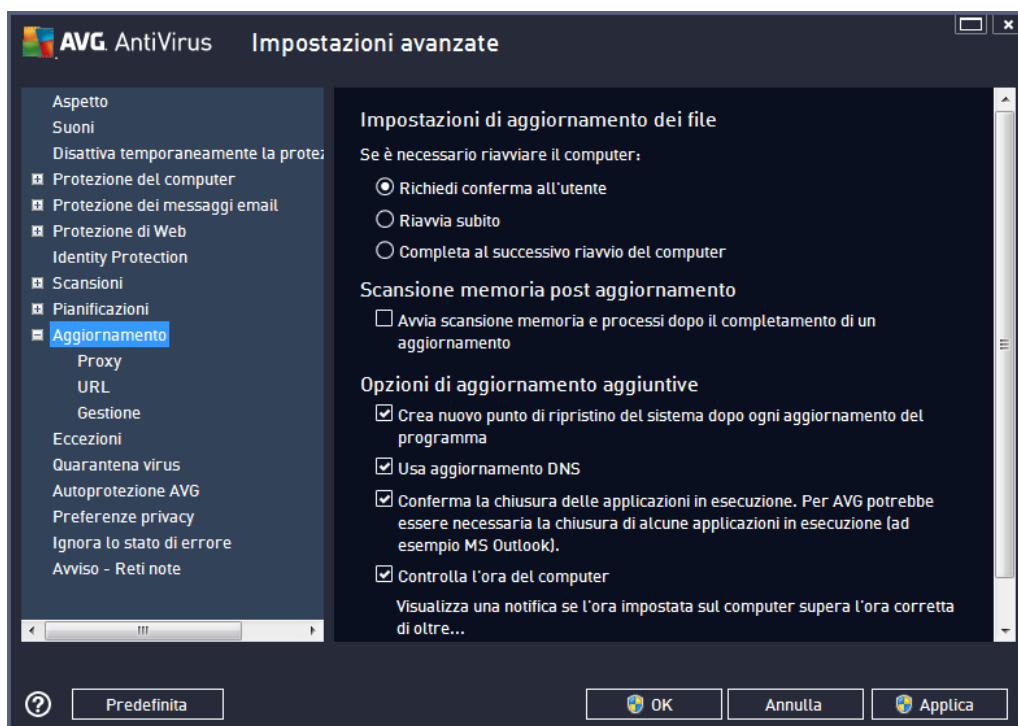 AVG. AntiVirus Impostazioni avanzate
Aspetto
Suoni
Disattiva temporaneamente la protez
Protezione del computer
Protezione dei messaggi email
Protezione di Web
Identity Protection
Scansioni
Pianificazioni
Aggiornamento
Proxy
URL
Gestione
Eccezioni
Quarantena virus
Autoprotezione AVG
Preferenze privacy
Ignora lo stato di errore
Avviso - Reti note
Impostazioni di aggiornamento dei file
Se è necessario riavviare il computer:
Richiedi conferma all'utente
Riavvia subito
Completa al successivo riavvio del computer
Scansione memoria post aggiornamento
Avvia scansione memoria e processi dopo il completamento di un
aggiornamento
Opzioni di aggiornamento aggiuntive
Crea nuovo punto di ripristino del sistema dopo ogni aggiornamento del
programma
Usa aggiornamento DNS
Conferma la chiusura delle applicazioni in esecuzione. Per AVG potrebbe
essere necessaria la chiusura di alcune applicazioni in esecuzione (ad
esempio MS Outlook).
Controlla l'ora del computer
Visualizza una notifica se l'ora impostata sul computer supera l'ora corretta
di oltre...
? Predefinita OK Annulla Applica